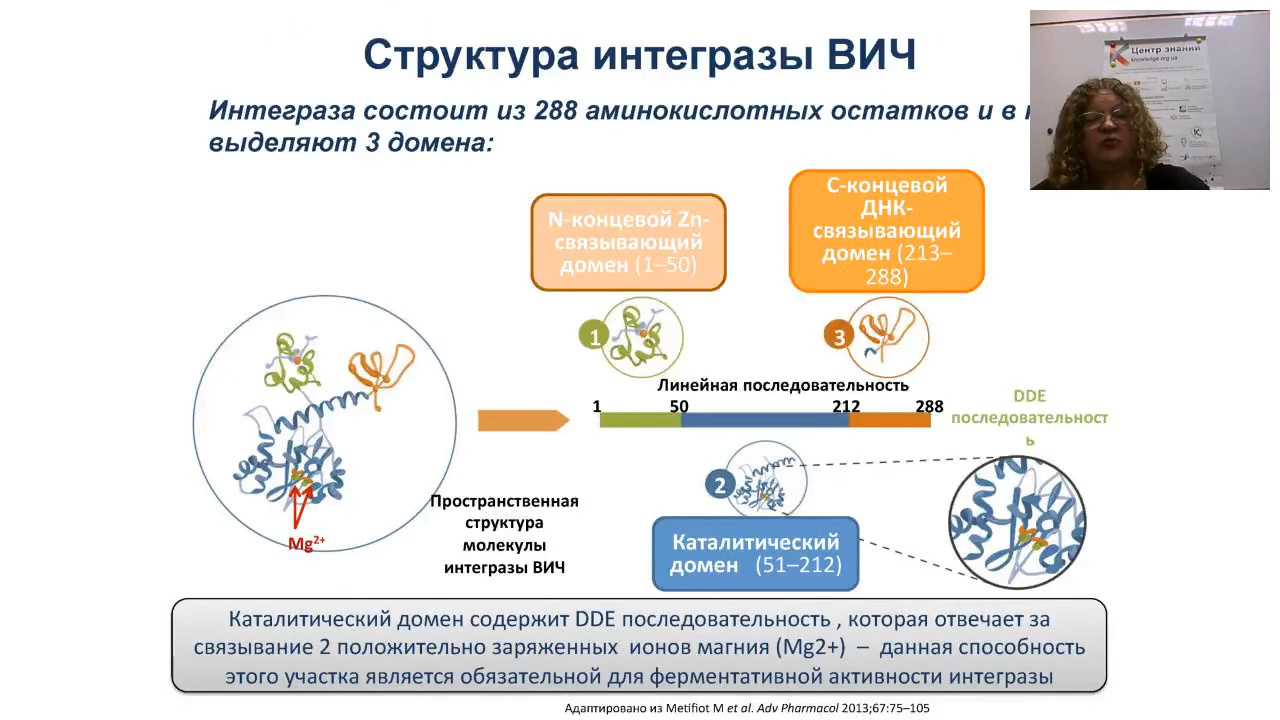 Структура интегразы ВИЧ
Интеграза состоит из 288 аминокислотных остатков и в
выделяют 3 домена:
Центр знаний
knowledge.org.ua
N-концевой Zn-
связывающий
домен (1–50)
С-концевой
ДНК-
связывающий
домен (213–
288)
1
3
Линейная последовательность
1 50 212 288
DDE
последовательност
ь
2
Пространственная
структура
молекулы
интегразы ВИЧ
Mg2+
Каталитический
домен (51–212)
Каталитический домен содержит DDE последовательность , которая отвечает за
связывание 2 положительно заряженных ионов магния (Mg2+) – данная способность
этого участка является обязательной для ферментативной активности интегразы
Адаптировано из Metifiot M et al. Adv Pharmacol 2013;67:75–105